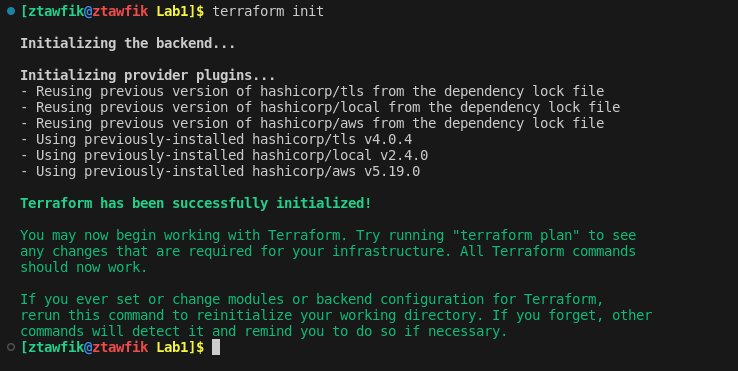 [ztawfik@ztawfik Lab1]$ terraform init
Initializing the backend...
Initializing provider plugins...
- Reusing previous version of hashicorp/tls from the dependency lock file
- Reusing previous version of hashicorp/local from the dependency lock file
- Reusing previous version of hashicorp/aws from the dependency lock file
- Using previously-installed hashicorp/tls v4.0.4
- Using previously-installed hashicorp/local v2.4.0
- Using previously-installed hashicorp/aws v5.19.0
Terraform has been successfully initialized!
You may now begin working with Terraform. Try running "terraform plan" to see
any changes that are required for your infrastructure. All Terraform commands
should now work.
If you ever set or change modules or backend configuration for Terraform,
rerun this command to reinitialize your working directory. If you forget, other
commands will detect it and remind you to do so if necessary.
[ztawfik@ztawfik Lab1]$